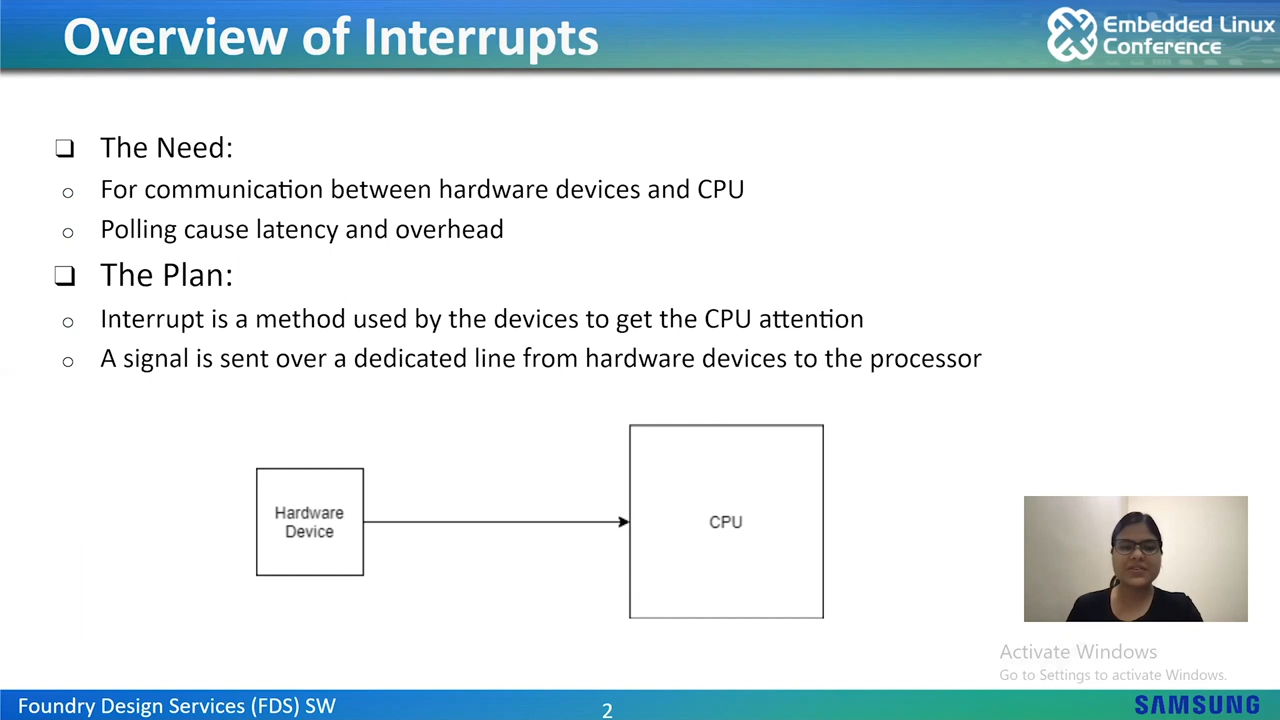 Overview of Interrupts
Embedded Linux
Conference
❑ The Need:
○ For communication between hardware devices and CPU
○ Polling cause latency and overhead
❑ The Plan:
○ Interrupt is a method used by the devices to get the CPU attention
○ A signal is sent over a dedicated line from hardware devices to the processor
Hardware
Device
CPU
Activate Windows
Go to Settings to activate Windows.
Foundry Design Services (FDS) SW
2
SAMSUNG